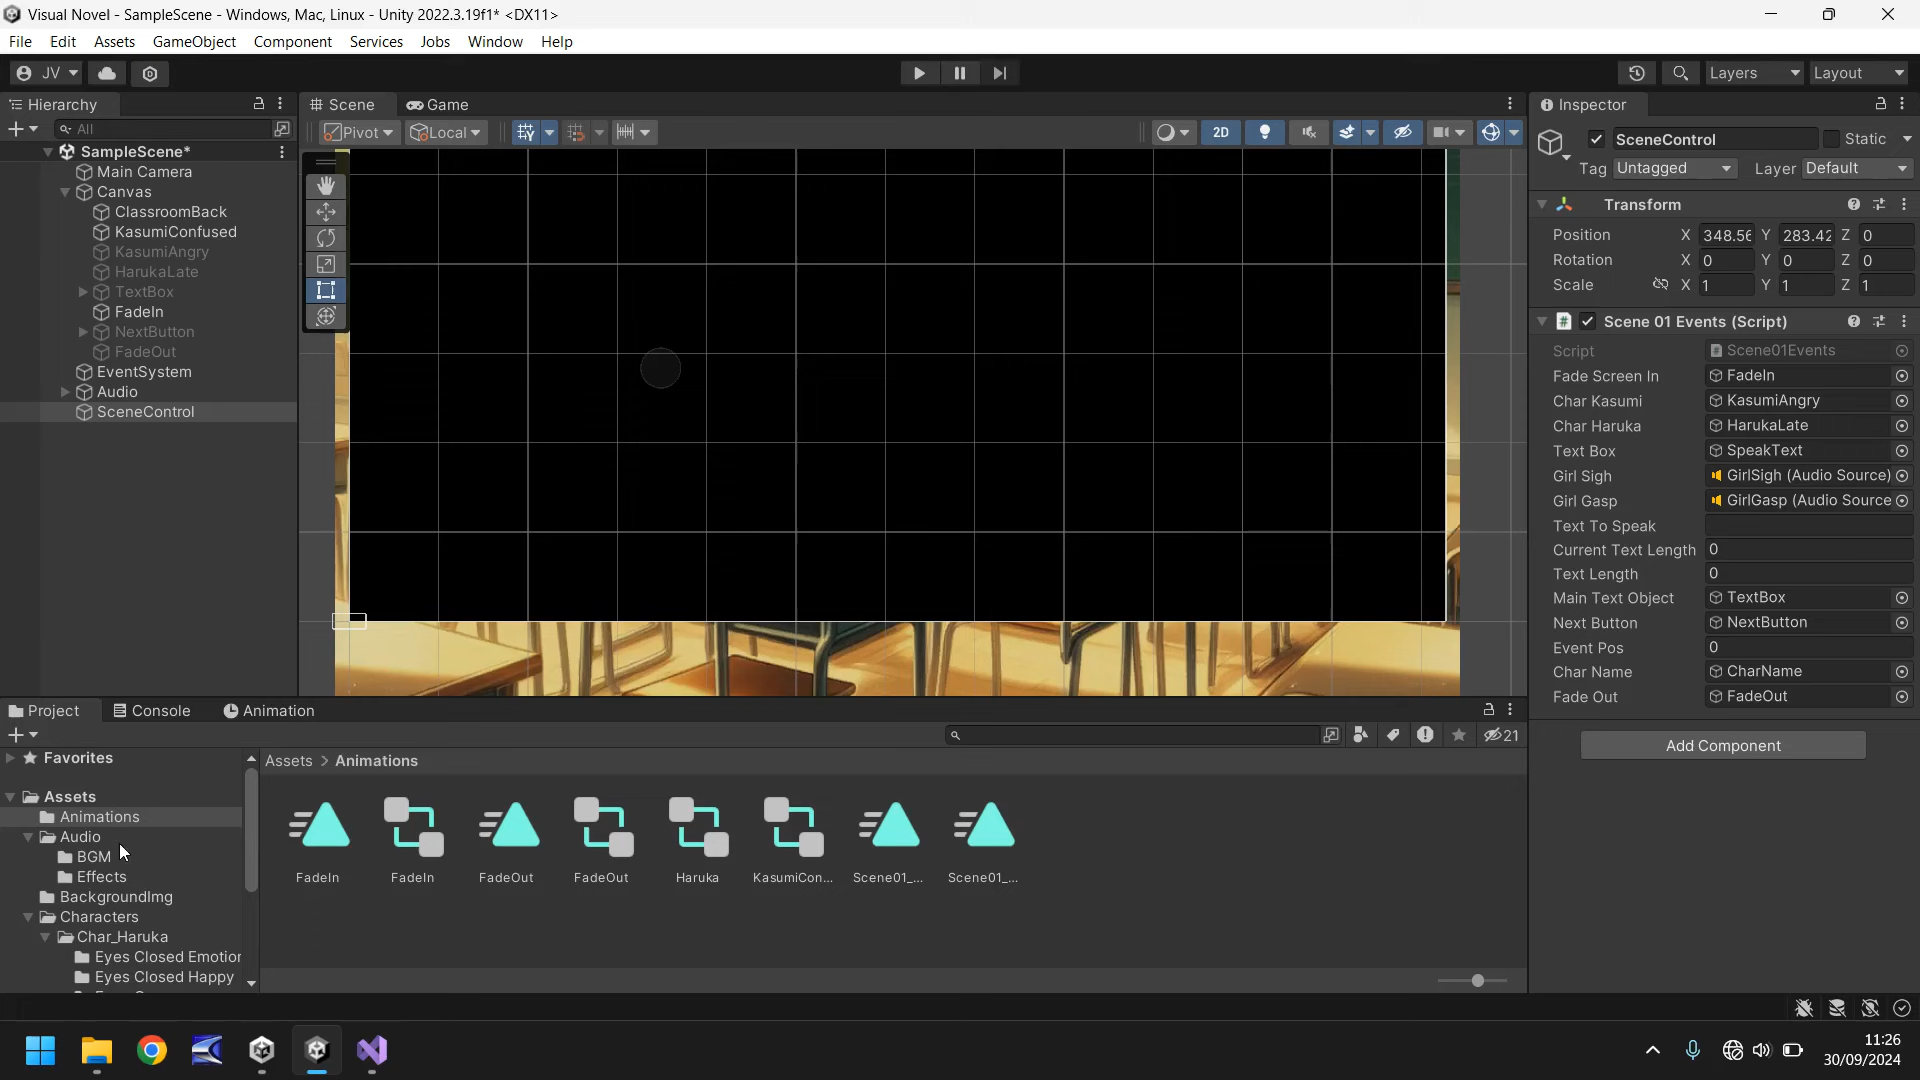 Visual Novel - SampleScene - Windows, Mac, Linux - Unity 2022.3.19f1* <DX11>
File Edit Assets GameObject Component Services Jobs Window Help
JV Layers Layout
Hierarchy
All
SampleScene*
Main Camera
Canvas
ClassroomBack
KasumiConfused
KasumiAngry
HarukaLate
TextBox
FadeIn
NextButton
FadeOut
EventSystem
Audio
SceneControl
Scene Game
Pivot Local 2D
Inspector
SceneControl Static
Tag Untagged Layer Default
Transform
Position X 348.56 Y 283.42 Z 0
Rotation X 0 Y 0 Z 0
Scale X 1 Y 1 Z 1
# Scene 01 Events (Script)
Script Scene01Events
Fade Screen In FadeIn
Char Kasumi KasumiAngry
Char Haruka HarukaLate
Text Box SpeakText
Girl Sigh GirlSigh (Audio Source)
Girl Gasp GirlGasp (Audio Source
Text To Speak
Current Text Length 0
Text Length 0
Main Text Object TextBox
Next Button NextButton
Event Pos 0
Char Name CharName
Fade Out FadeOut
Add Component
Project Console Animation
21
Favorites
Assets
Animations
Audio
BGM
Effects
BackgroundImg
Characters
Char_Haruka
Eyes Closed Emotior
Eyes Closed Happy
Assets > Animations
FadeIn FadeIn FadeOut FadeOut Haruka KasumiCon... Scene01_... Scene01_...
11:26
30/09/2024